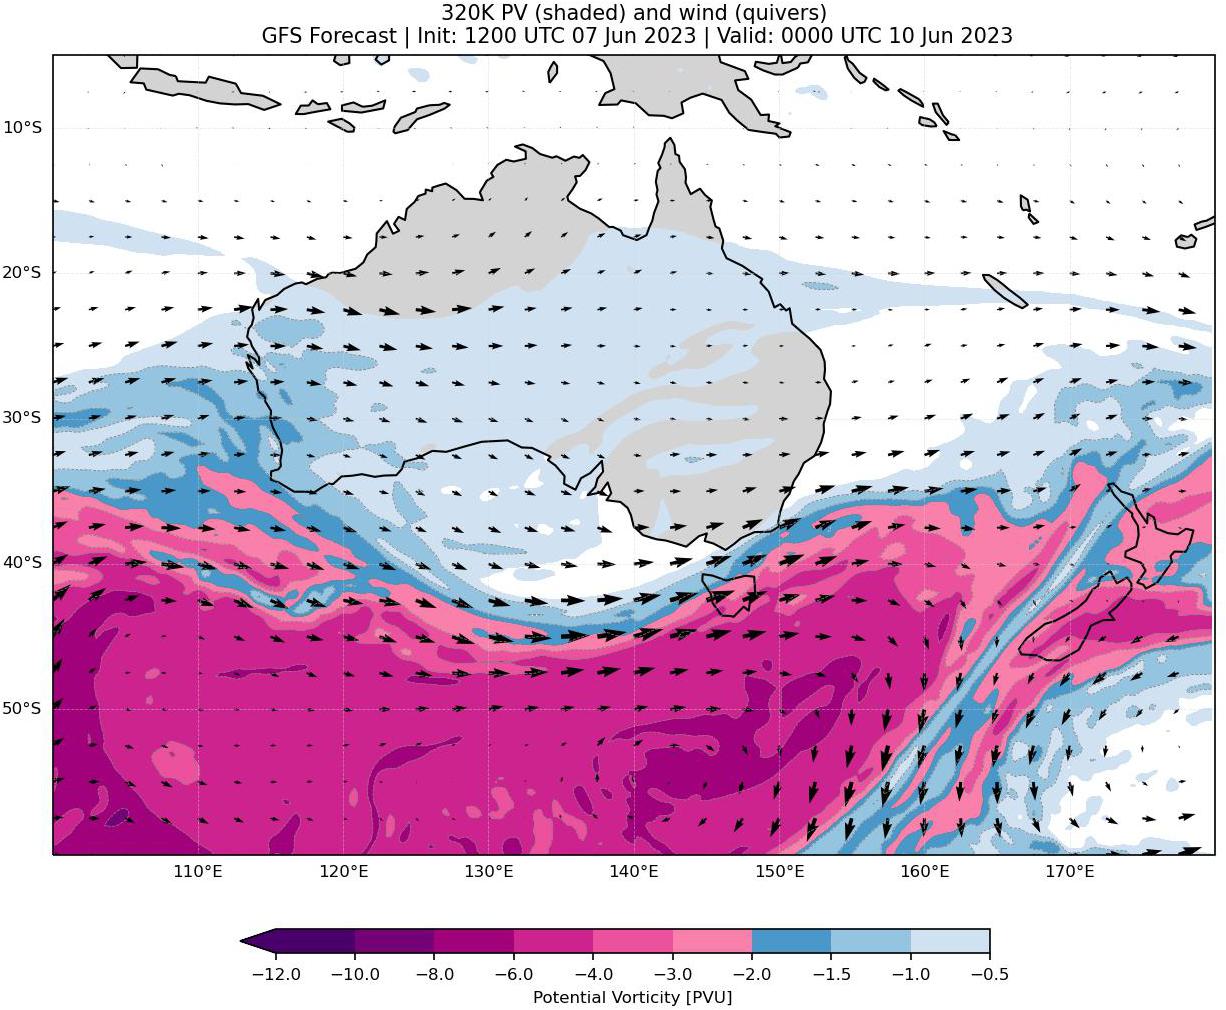 320K PV (shaded) and wind (quivers)
GFS Forecast | Init: 1200 UTC 07 Jun 2023 | Valid: 0000 UTC 10 Jun 2023
10°S
20°S
30°S
40°S
50°S
110°E 120°E 130°E 140°E 150°E 160°E 170°E
−12.0 −10.0 −8.0 −6.0 −4.0 −3.0 −2.0 −1.5 −1.0 −0.5
Potential Vorticity [PVU]